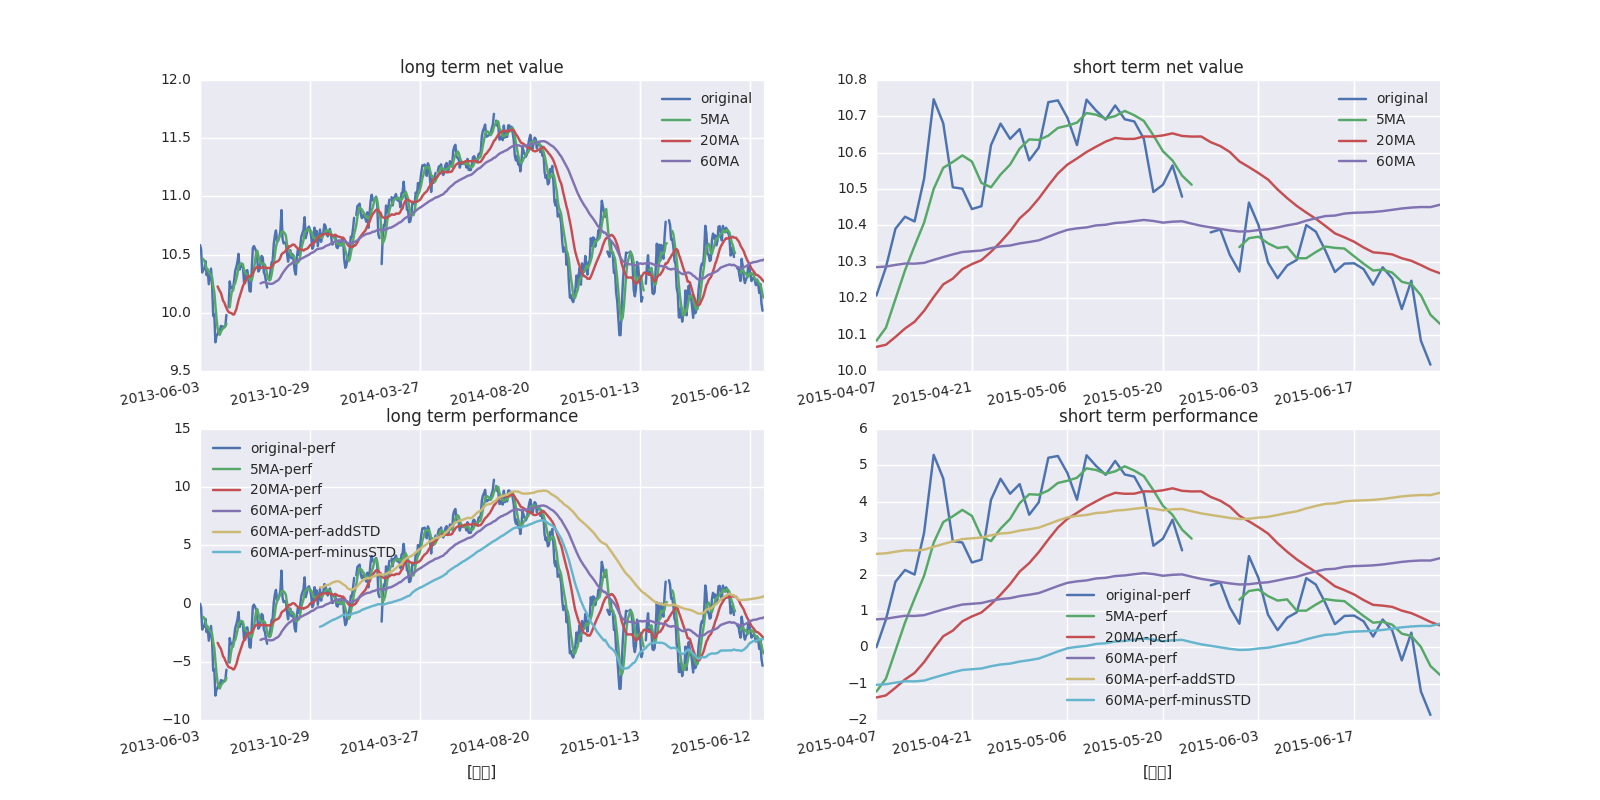 long term net value
12.0
11.5
11.0
10.5
10.0
9.5
original
5MA
20MA
60MA
2013-06-03
2013-10-29
2014-03-27
2014-08-20
2015-01-13
2015-06-12
short term net value
10.8
10.7
10.6
10.5
10.4
10.3
10.2
10.1
10.0
original
5MA
20MA
60MA
2015-04-07
2015-04-21
2015-05-06
2015-05-20
2015-06-03
2015-06-17
long term performance
15
10
5
0
−5
−10
original-perf
5MA-perf
20MA-perf
60MA-perf
60MA-perf-addSTD
60MA-perf-minusSTD
2013-06-03
2013-10-29
2014-03-27
2014-08-20
2015-01-13
2015-06-12
short term performance
6
5
4
3
2
1
0
−1
−2
original-perf
5MA-perf
20MA-perf
60MA-perf
60MA-perf-addSTD
60MA-perf-minusSTD
2015-04-07
2015-04-21
2015-05-06
2015-05-20
2015-06-03
2015-06-17